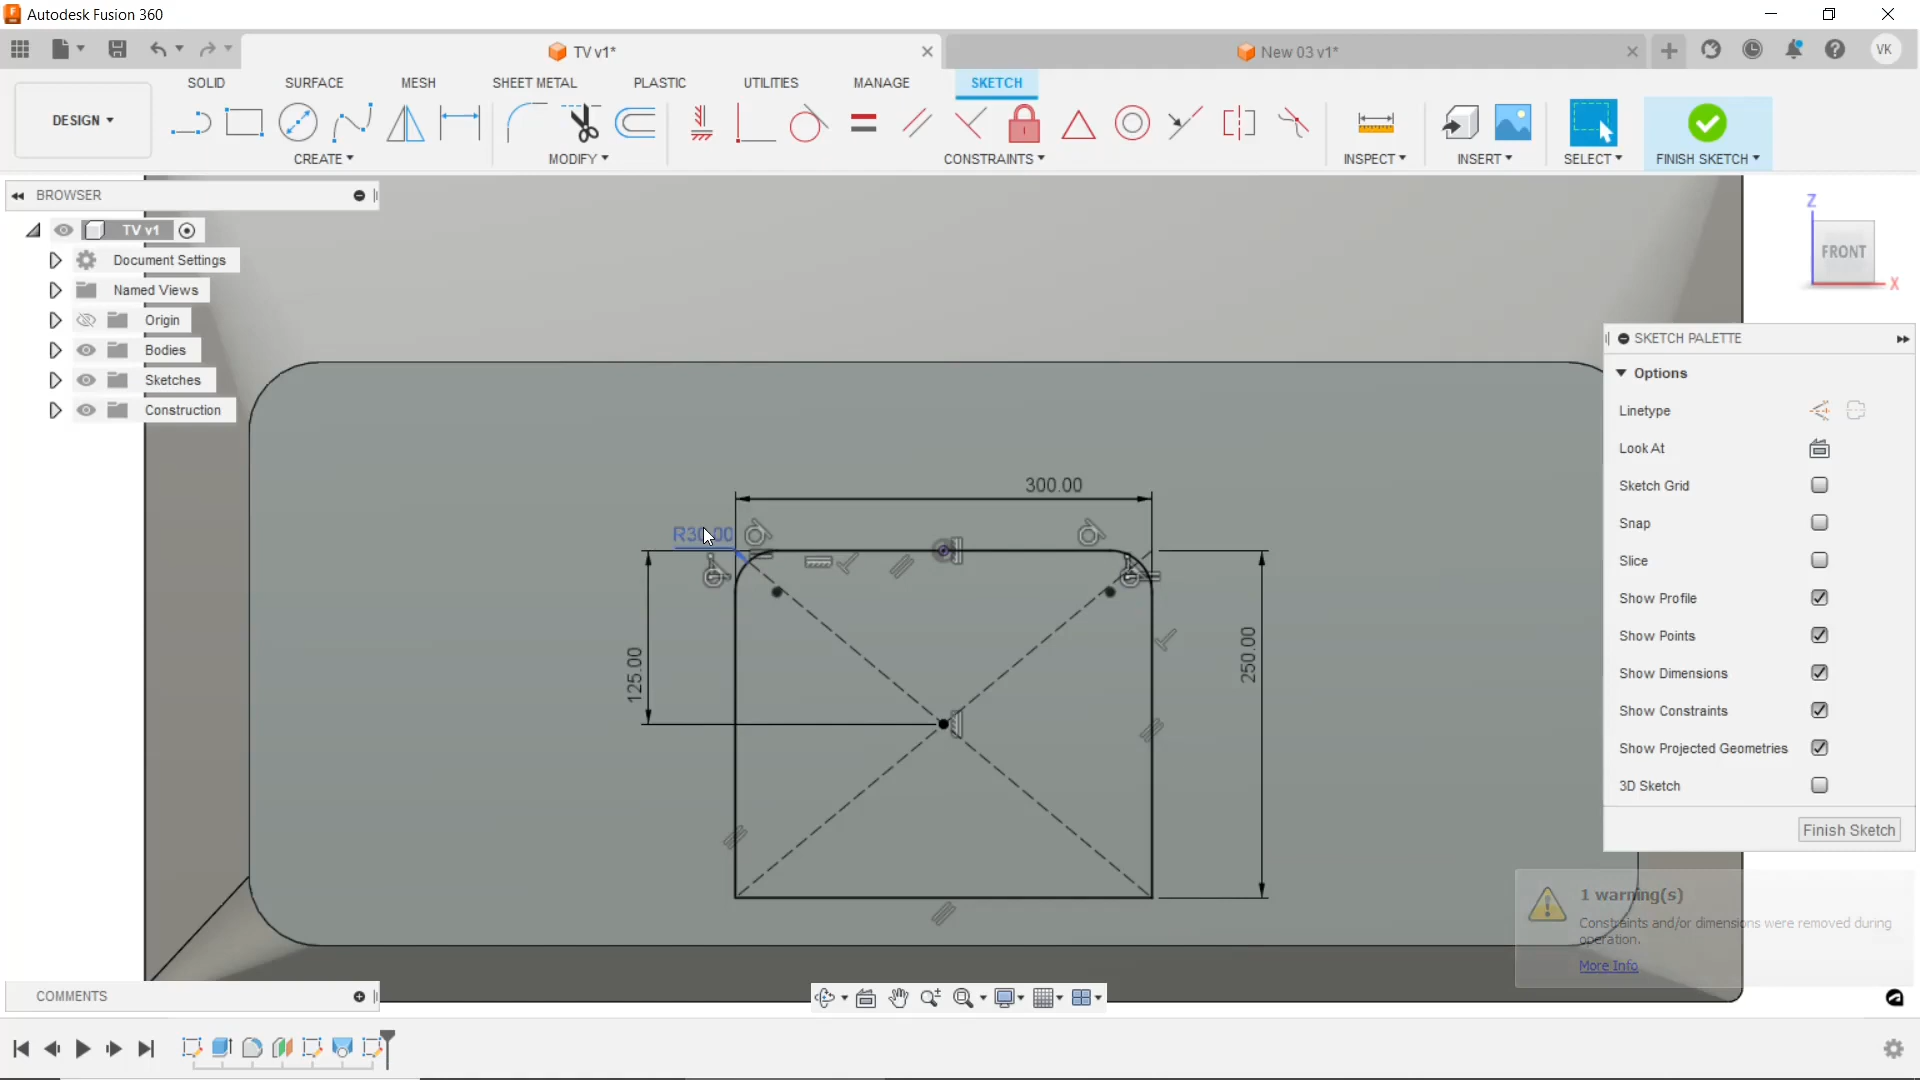 Autodesk Fusion 360
TV v1*
New 03 v1*
VK
DESIGN
SOLID
SURFACE
MESH
SHEET METAL
PLASTIC
UTILITIES
MANAGE
SKETCH
CREATE
MODIFY
CONSTRAINTS
INSPECT
INSERT
SELECT
FINISH SKETCH
BROWSER
TV v1
Document Settings
Named Views
Origin
Bodies
Sketches
Construction
Z
FRONT
X
SKETCH PALETTE
Options
Linetype
Look At
Sketch Grid
Snap
Slice
Show Profile
Show Points
Show Dimensions
Show Constraints
Show Projected Geometries
3D Sketch
Finish Sketch
300.00
R30.00
125.00
250.00
1 warning(s)
Constraints and/or dimensions were removed during
operation.
More Info
COMMENTS